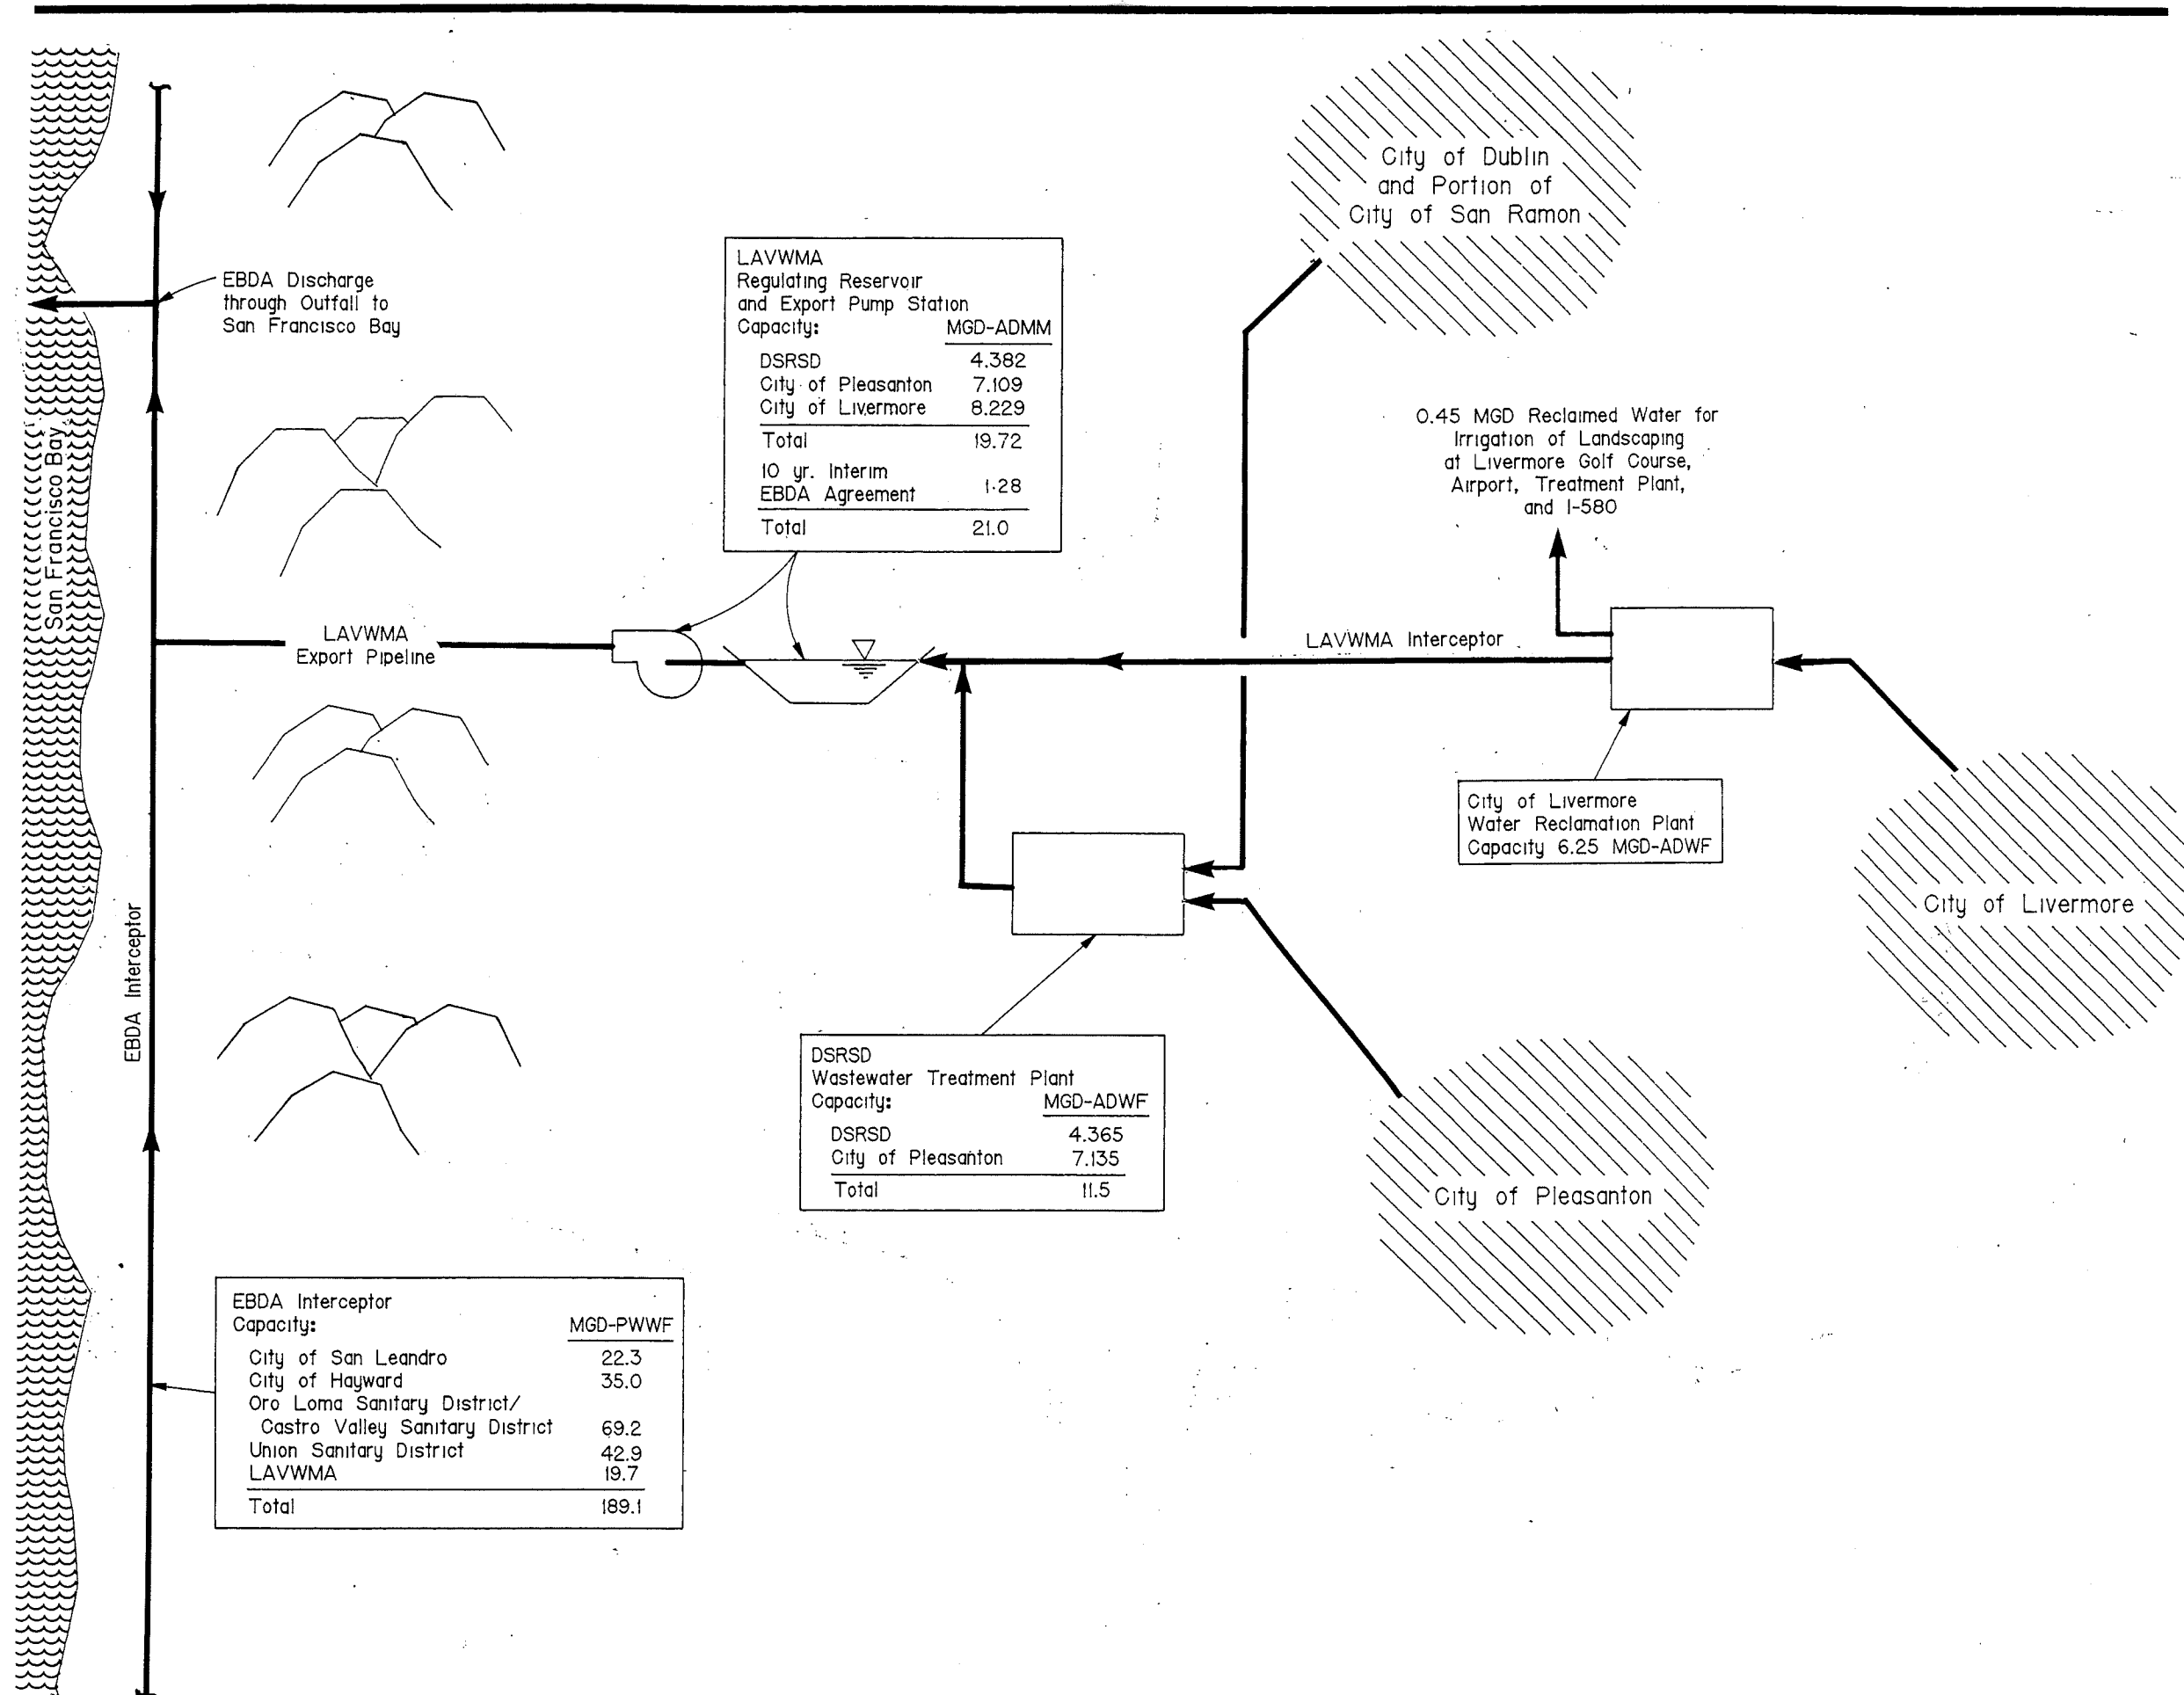 City of Dublin
and Portion of
City of San Ramon
EBDA Discharge
through Outfall to
San Francisco Bay
LAVWMA
Regulating Reservoir
and Export Pump Station
Capacity: MGD-ADMM
DSRSD 4.382
City of Pleasanton 7.109
City of Livermore 8.229
Total 19.72
10 yr. Interim
EBDA Agreement 1.28
Total 21.0
0.45 MGD Reclaimed Water for
Irrigation of Landscaping
at Livermore Golf Course,
Airport, Treatment Plant,
and I-580
San Francisco Bay
LAVWMA
Export Pipeline
LAVWMA Interceptor
City of Livermore
Water Reclamation Plant
Capacity 6.25 MGD-ADWF
City of Livermore
EBDA Interceptor
DSRSD
Wastewater Treatment Plant
Capacity: MGD-ADWF
DSRSD 4.365
City of Pleasanton 7.135
Total 11.5
City of Pleasanton
EBDA Interceptor
Capacity: MGD-PWWF
City of San Leandro 22.3
City of Hayward 35.0
Oro Loma Sanitary District/
Castro Valley Sanitary District 69.2
Union Sanitary District 42.9
LAVWMA 19.7
Total 189.1